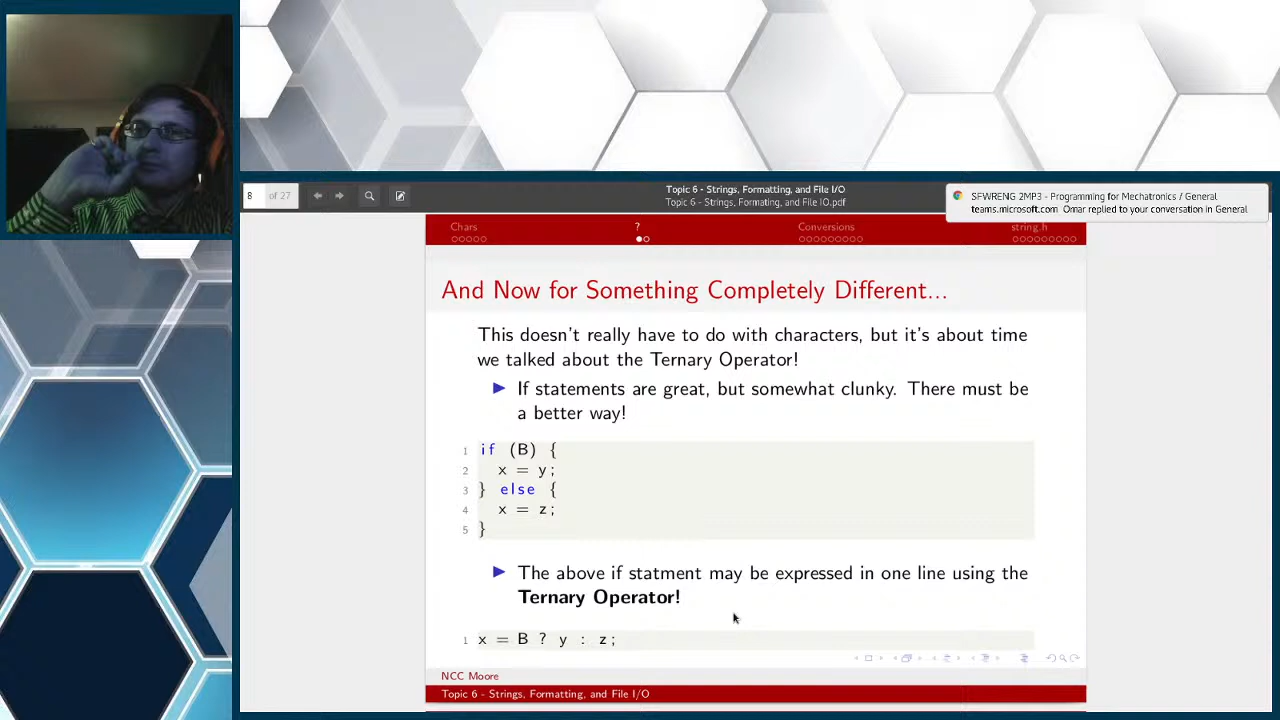 8 of 27
Topic 6 - Strings, Formatting, and File I/O
Topic 6 - Strings, Formating, and File IO.pdf
SFWRENG 2MP3 - Programming for Mechatronics / General
teams.microsoft.com Omar replied to your conversation in General
Chars ? Conversions string.h
And Now for Something Completely Different...
This doesn't really have to do with characters, but it's about time
we talked about the Ternary Operator!
If statements are great, but somewhat clunky. There must be
a better way!
1 if (B) {
2 x = y;
3 } else {
4 x = z;
5 }
The above if statment may be expressed in one line using the
Ternary Operator!
1 x = B ? y : z;
NCC Moore
Topic 6 - Strings, Formatting, and File I/O